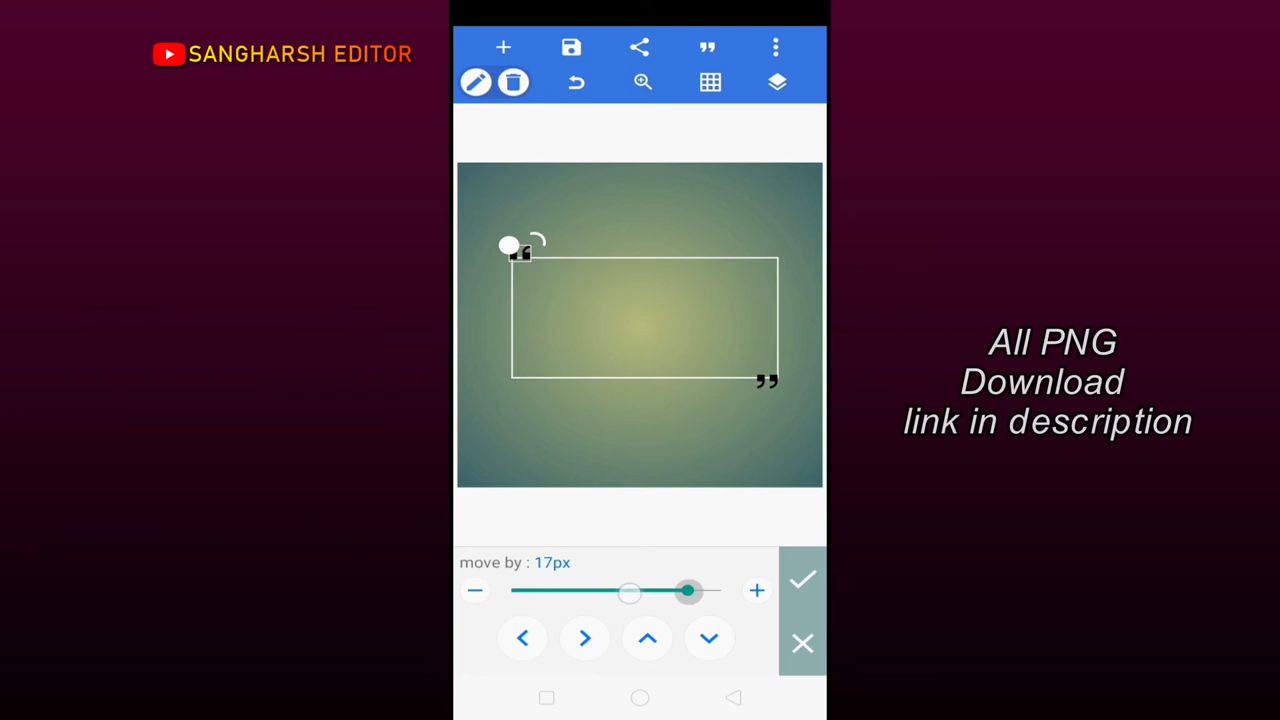 SANGHARSH EDITOR
move by : 17px
All PNG
Download
link in description